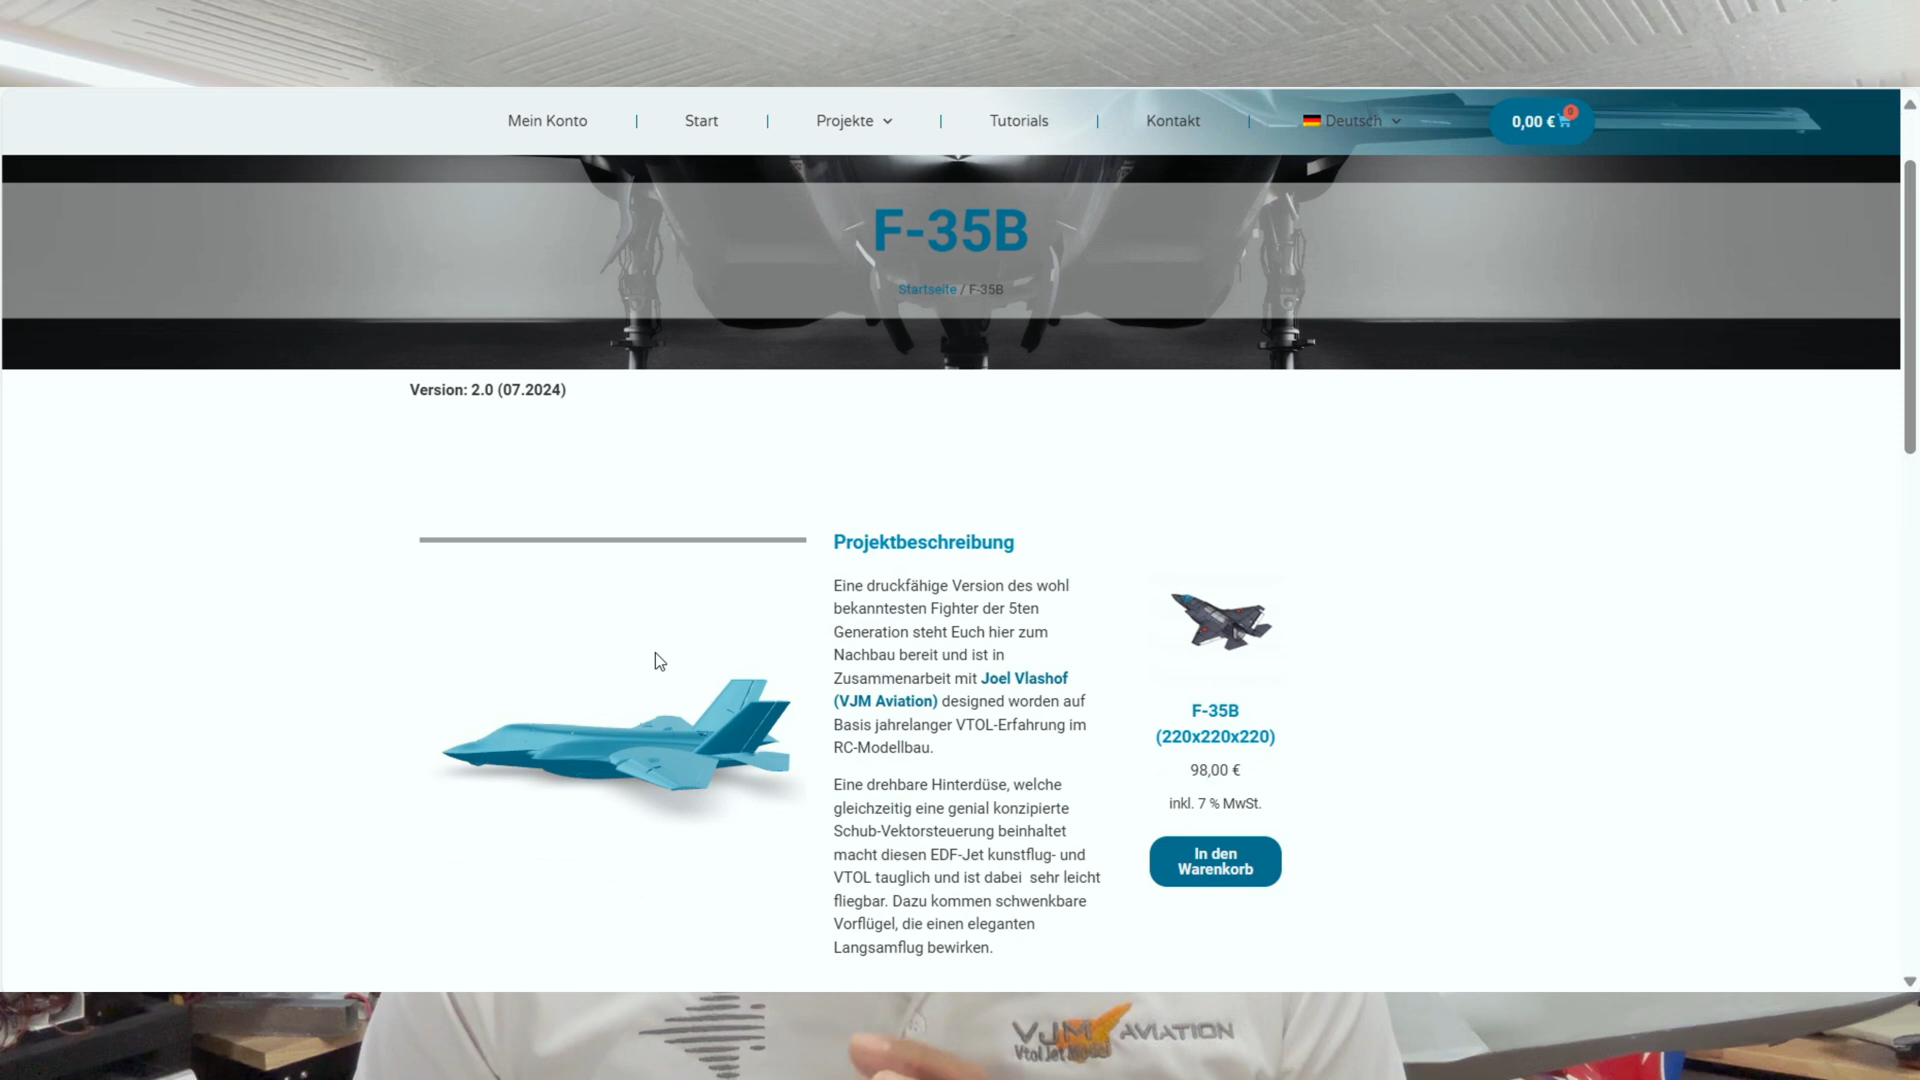 Mein Konto
Start
Projekte
Tutorials
Kontakt
Deutsch
0,00 €
0
F-35B
Startseite / F-35B
Version: 2.0 (07.2024)
Projektbeschreibung
Eine druckfähige Version des wohl
bekanntesten Fighter der 5ten
Generation steht Euch hier zum
Nachbau bereit und ist in
Zusammenarbeit mit Joel Vlashof
(VJM Aviation) designed worden auf
Basis jahrelanger VTOL-Erfahrung im
RC-Modellbau.
Eine drehbare Hinterdüse, welche
gleichzeitig eine genial konzipierte
Schub-Vektorsteuerung beinhaltet
macht diesen EDF-Jet kunstflug- und
VTOL tauglich und ist dabei sehr leicht
fliegbar. Dazu kommen schwenkbare
Vorflügel, die einen eleganten
Langsamflug bewirken.
F-35B
(220x220x220)
98,00 €
inkl. 7 % MwSt.
In den
Warenkorb
VJM AVIATION
Vtol Jet Model